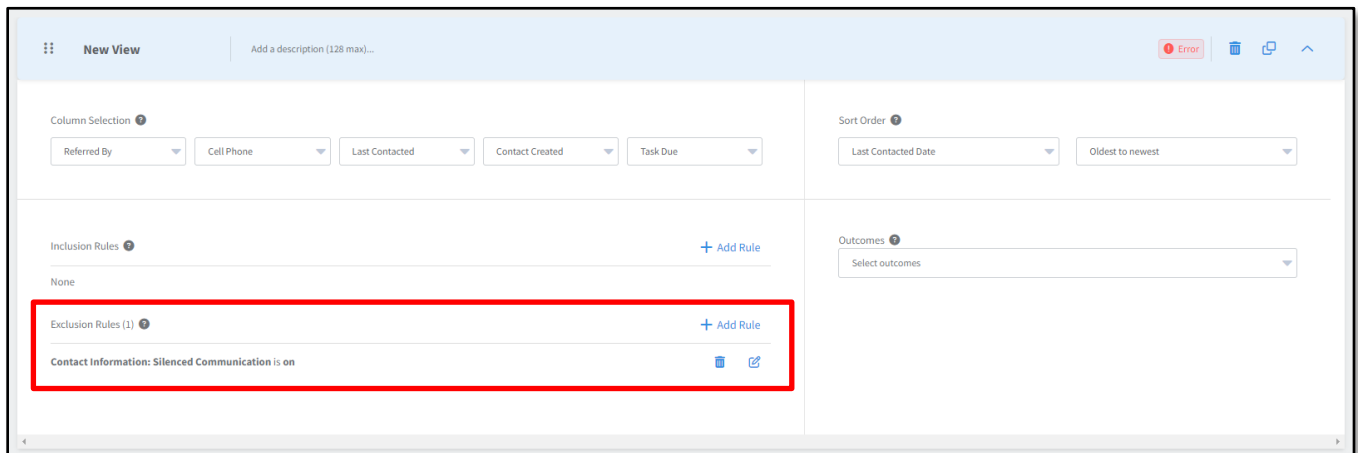 New View
Add a description (128 max)...
Error
Column Selection
Referred By
Cell Phone
Last Contacted
Contact Created
Task Due
Sort Order
Last Contacted Date
Oldest to newest
Inclusion Rules
+ Add Rule
None
Exclusion Rules (1)
+ Add Rule
Contact Information: Silenced Communication is on
Outcomes
Select outcomes